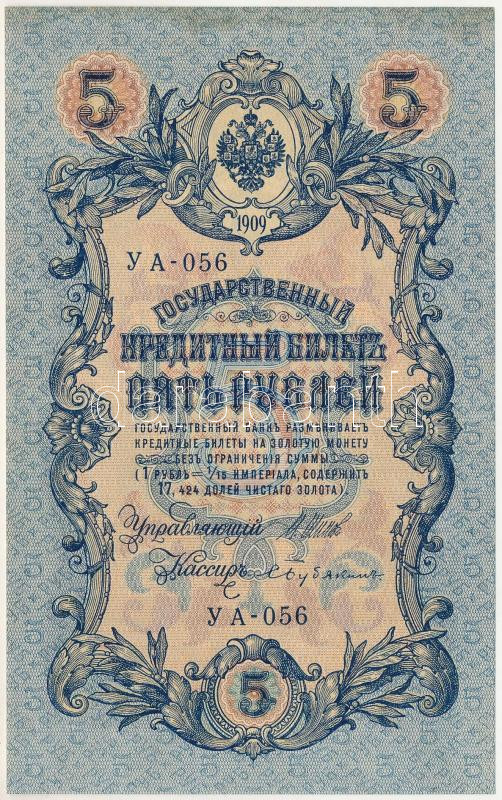 5 5
1909
УА-056
ГОСУДАРСТВЕННЫЙ
КРЕДИТНЫЙ БИЛЕТЪ
ПЯТЬ РУБЛЕЙ
ГОСУДАРСТВЕННЫЙ БАНКЪ РАЗМѢНИВАЕТЪ
КРЕДИТНЫЕ БИЛЕТЫ НА ЗОЛОТУЮ МОНЕТУ
БЕЗЪ ОГРАНИЧЕНІЯ СУММЫ
(1 РУБЛЬ = 1/15 ИМПЕРІАЛА, СОДЕРЖИТЪ
17,424 ДОЛЕЙ ЧИСТАГО ЗОЛОТА).
Управляющій
Кассиръ
УА-056
5
darabanth